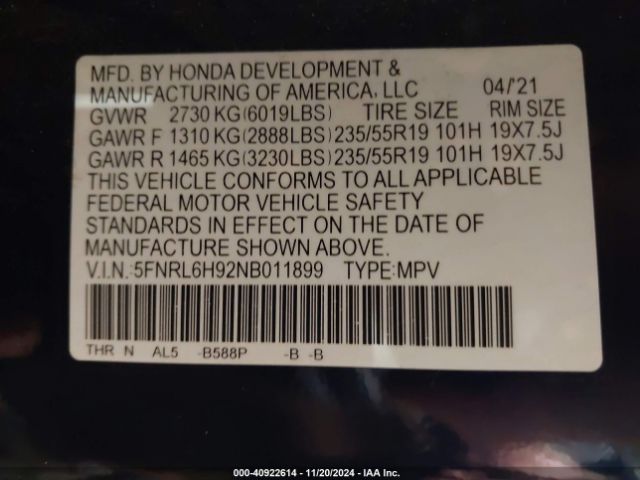 MFD. BY HONDA DEVELOPMENT &
MANUFACTURING OF AMERICA, LLC 04/'21
GVWR 2730 KG(6019LBS) TIRE SIZE RIM SIZE
GAWR F 1310 KG(2888LBS) 235/55R19 101H 19X7.5J
GAWR R 1465 KG(3230LBS) 235/55R19 101H 19X7.5J
THIS VEHICLE CONFORMS TO ALL APPLICABLE
FEDERAL MOTOR VEHICLE SAFETY
STANDARDS IN EFFECT ON THE DATE OF
MANUFACTURE SHOWN ABOVE.
V.I.N.:5FNRL6H92NB011899 TYPE:MPV
THR N AL5 -B588P -B -B
000-40922614 - 11/20/2024 - IAA Inc.